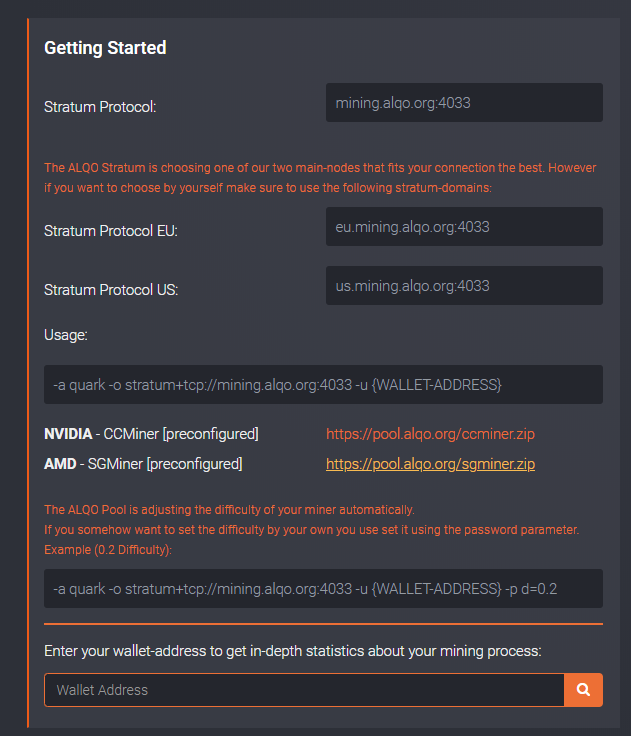 Getting Started
Stratum Protocol:
mining.alqo.org:4033
The ALQO Stratum is choosing one of our two main-nodes that fits your connection the best. However
if you want to choose by yourself make sure to use the following stratum-domains:
Stratum Protocol EU:
eu.mining.alqo.org:4033
Stratum Protocol US:
us.mining.alqo.org:4033
Usage:
-a quark -o stratum+tcp://mining.alqo.org:4033 -u {WALLET-ADDRESS}
NVIDIA - CCMiner [preconfigured] https://pool.alqo.org/ccminer.zip
AMD - SGMiner [preconfigured] https://pool.alqo.org/sgminer.zip
The ALQO Pool is adjusting the difficulty of your miner automatically.
If you somehow want to set the difficulty by your own you use set it using the password parameter.
Example (0.2 Difficulty):
-a quark -o stratum+tcp://mining.alqo.org:4033 -u {WALLET-ADDRESS} -p d=0.2
Enter your wallet-address to get in-depth statistics about your mining process:
Wallet Address